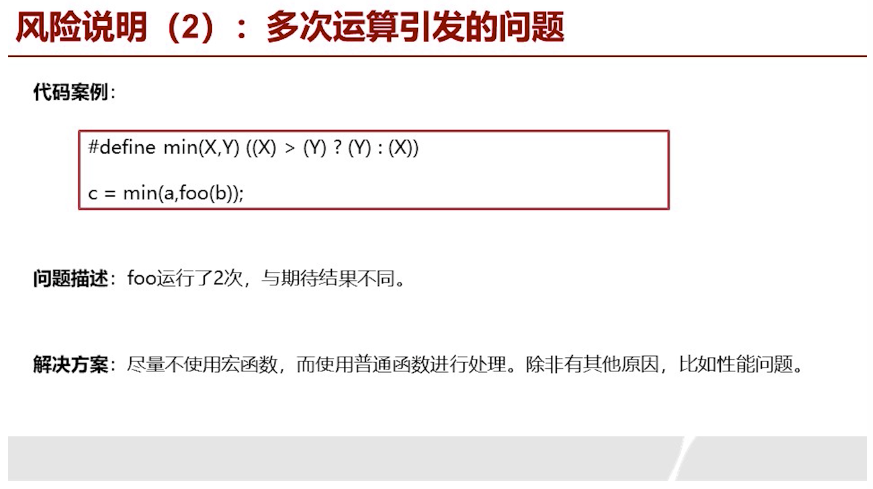 风险说明（2）：多次运算引发的问题
代码案例：
#define min(X,Y) ((X) > (Y) ? (Y) : (X))
c = min(a,foo(b));
问题描述：foo运行了2次，与期待结果不同。
解决方案：尽量不使用宏函数，而使用普通函数进行处理。除非有其他原因，比如性能问题。